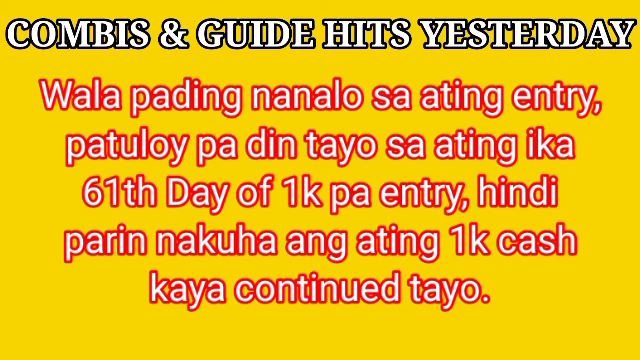 COMBIS & GUIDE HITS YESTERDAY
Wala pading nanalo sa ating entry,
patuloy pa din tayo sa ating ika
61th Day of 1k pa entry, hindi
parin nakuha ang ating 1k cash
kaya continued tayo.